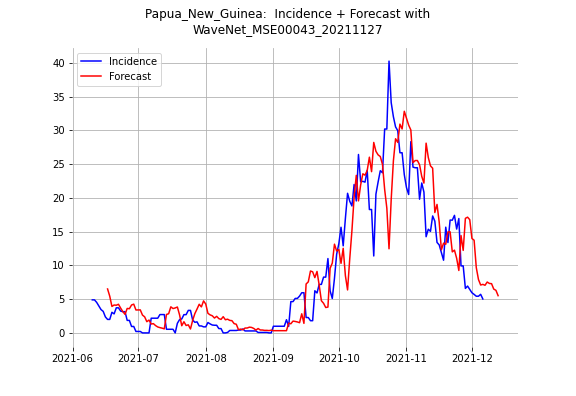 Papua_New_Guinea:  Incidence + Forecast with
WaveNet_MSE00043_20211127
Incidence
Forecast
40
35
30
25
20
15
10
5
0
2021-06 2021-07 2021-08 2021-09 2021-10 2021-11 2021-12